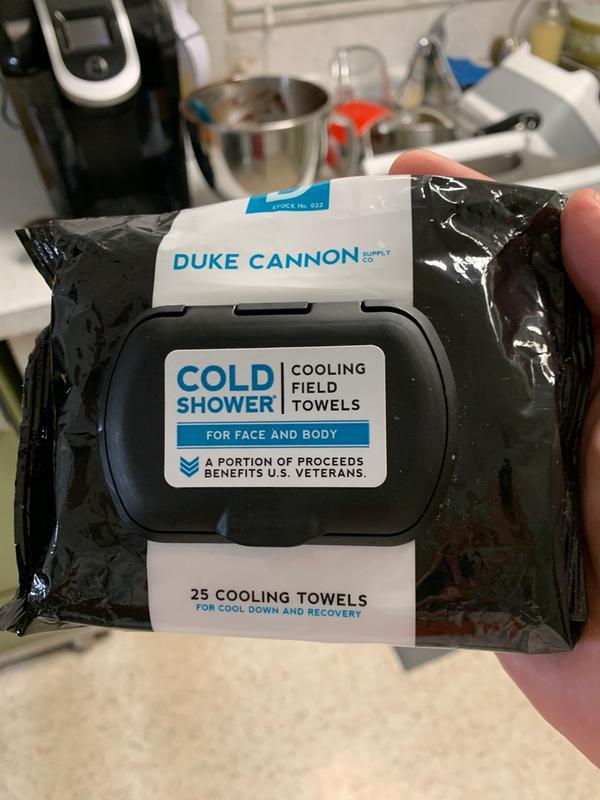 STOCK No. 022
DUKE CANNON SUPPLY CO.
COLD SHOWER®
COOLING FIELD TOWELS
FOR FACE AND BODY
A PORTION OF PROCEEDS
BENEFITS U.S. VETERANS.
25 COOLING TOWELS
FOR COOL DOWN AND RECOVERY